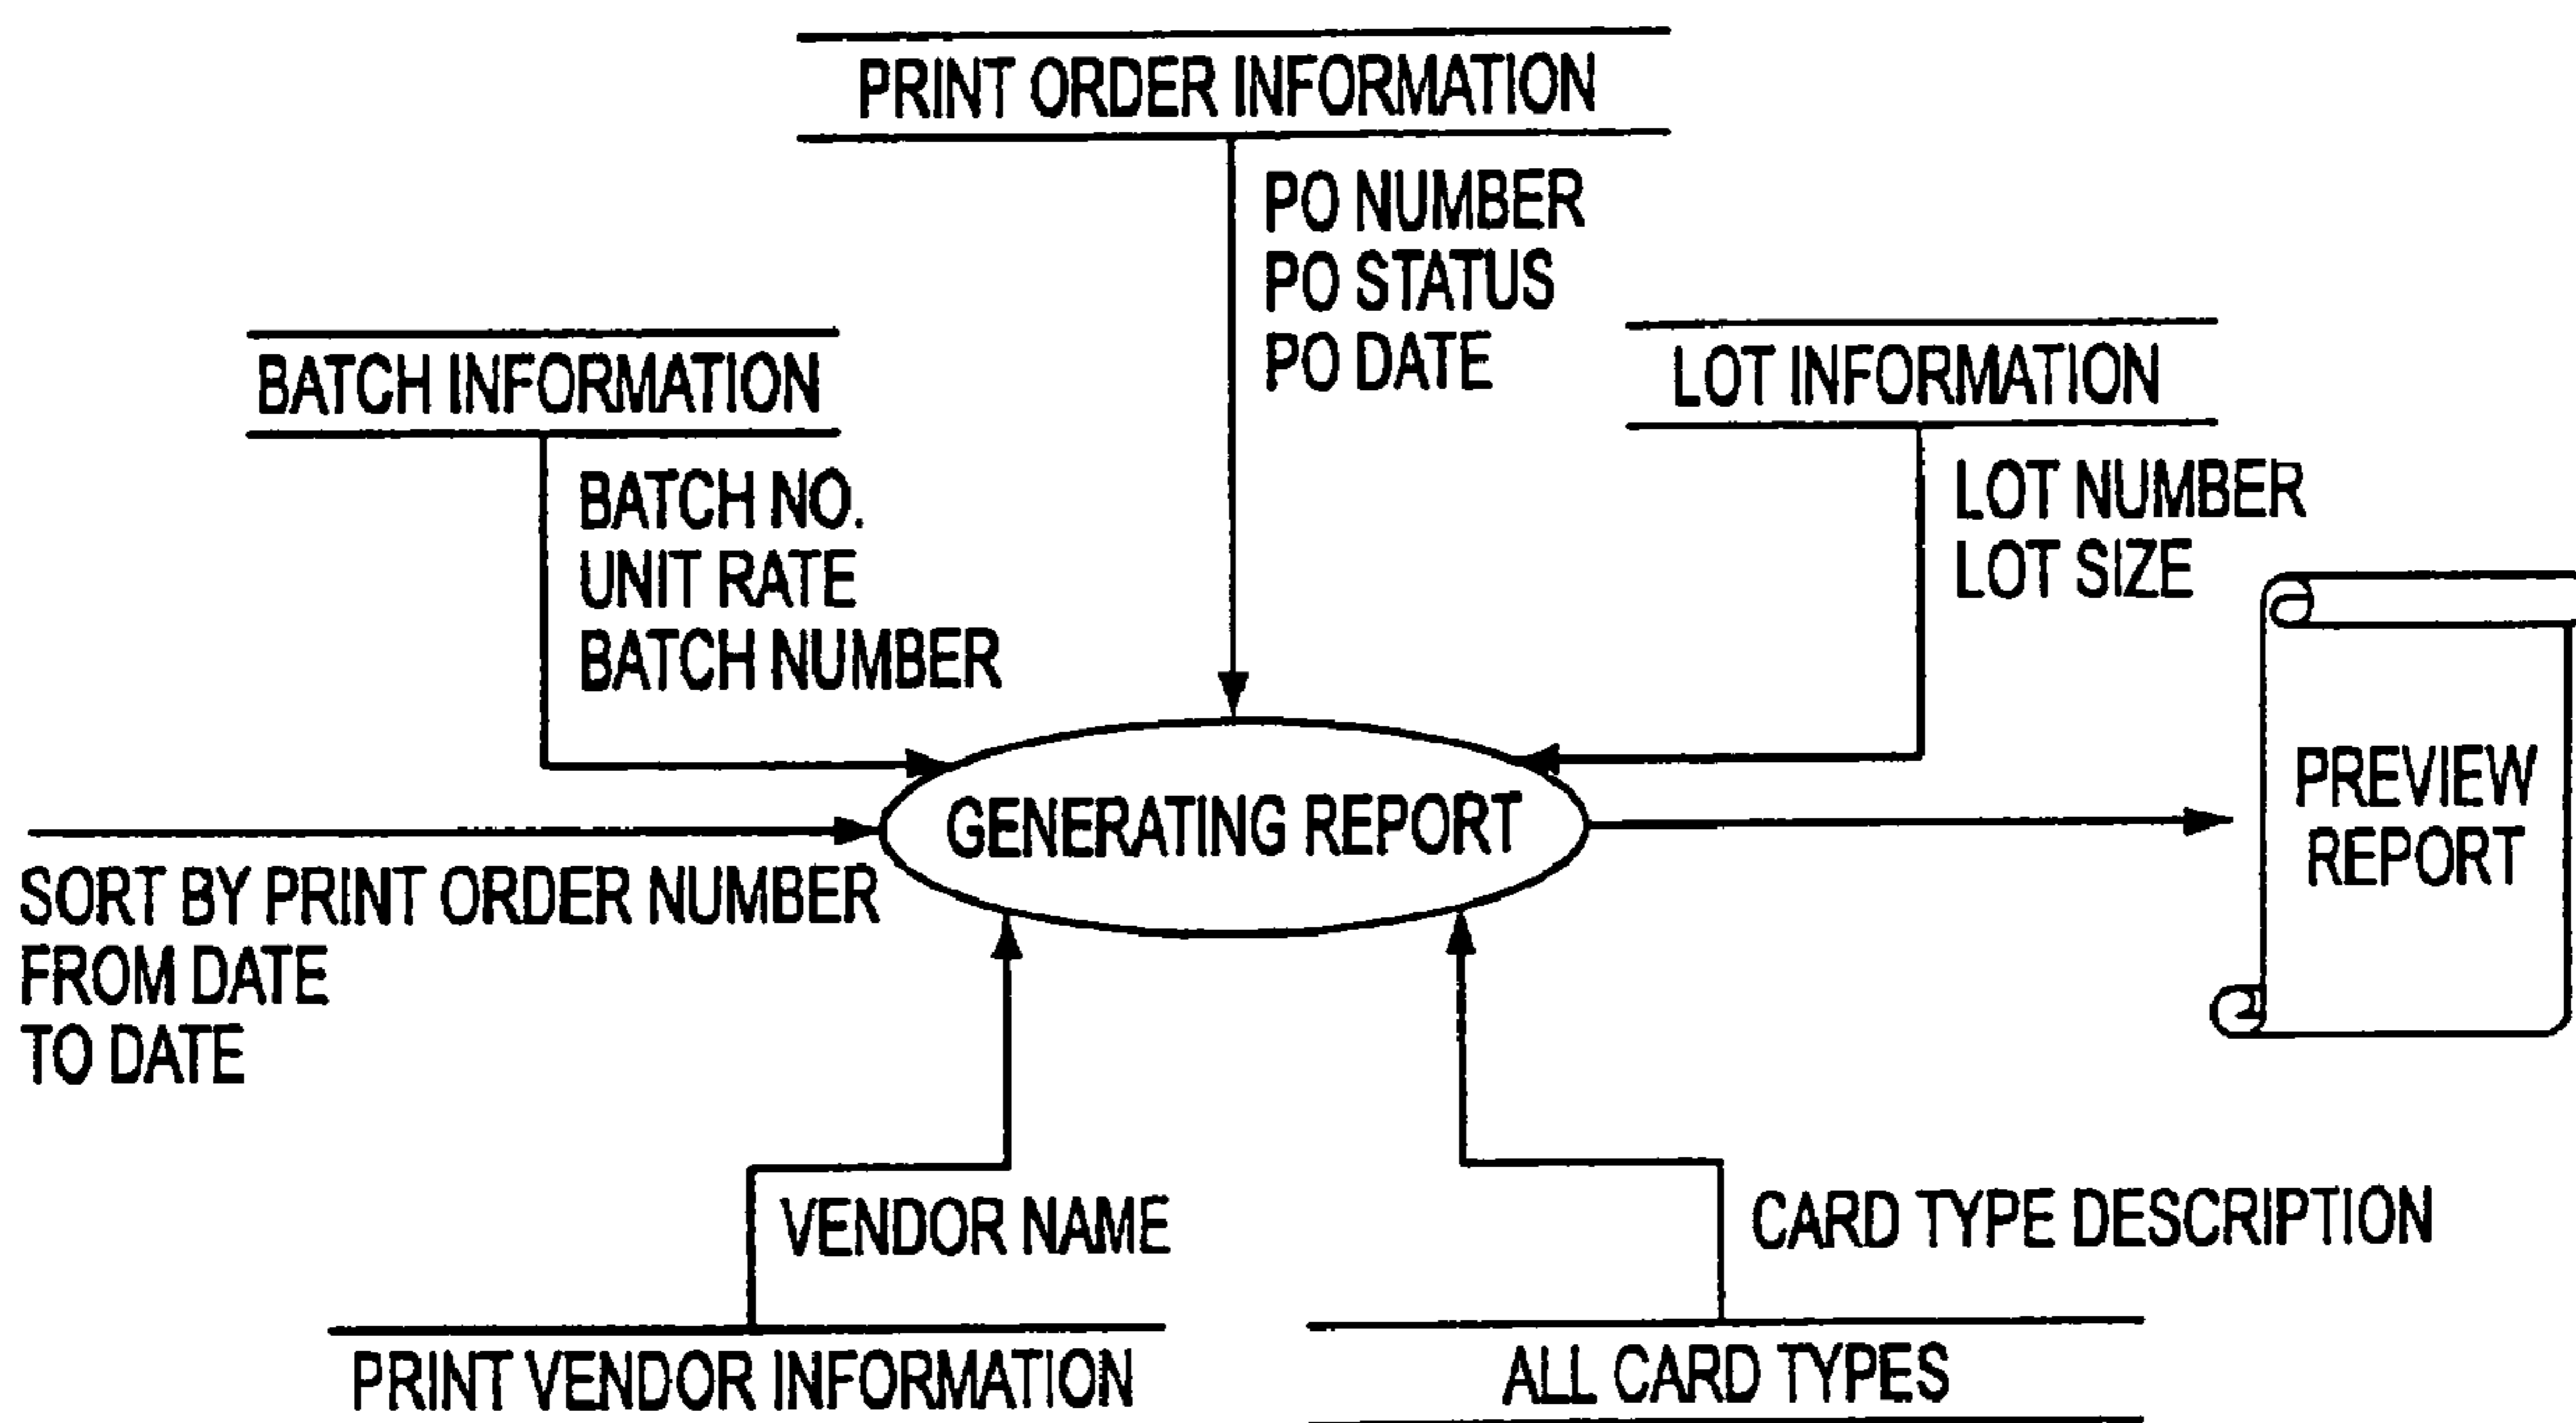 PRINT ORDER INFORMATION
PO NUMBER
PO STATUS
PO DATE
BATCH INFORMATION
BATCH NO.
UNIT RATE
BATCH NUMBER
LOT INFORMATION
LOT NUMBER
LOT SIZE
SORT BY PRINT ORDER NUMBER
FROM DATE
TO DATE
GENERATING REPORT
PREVIEW
REPORT
VENDOR NAME
PRINT VENDOR INFORMATION
CARD TYPE DESCRIPTION
ALL CARD TYPES